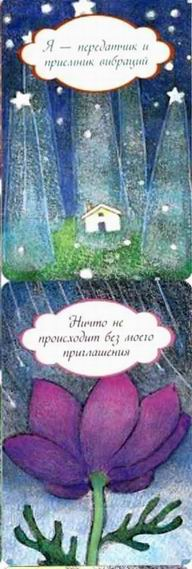 Я — передатчик и
приемник вибраций
Ничто не
происходит без моего
приглашения